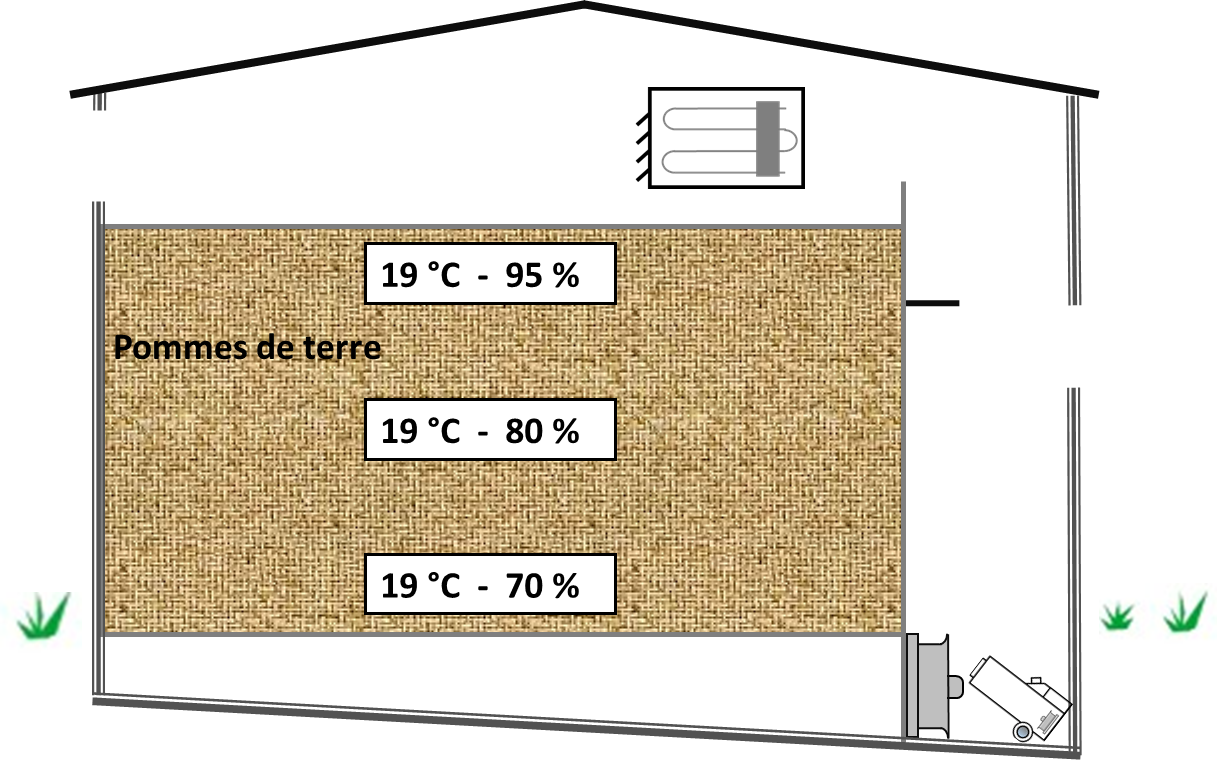 19 °C - 95 %
Pommes de terre
19 °C - 80 %
19 °C - 70 %